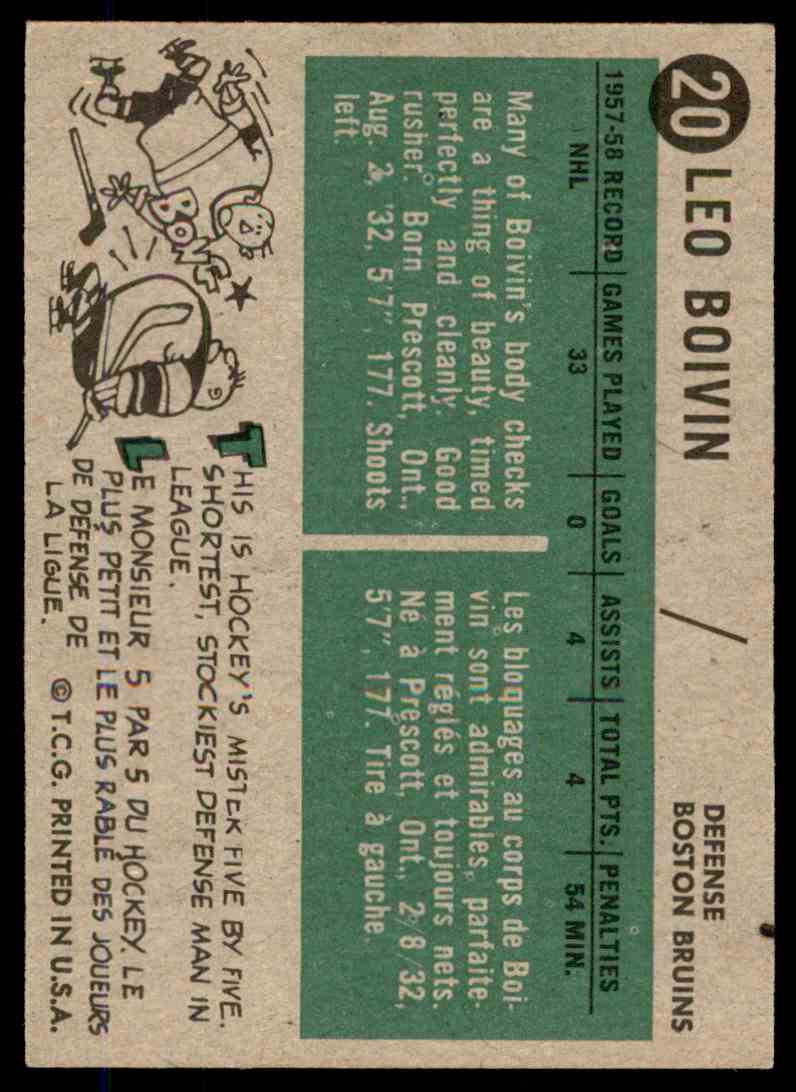 20 LEO BOIVIN
DEFENSE
BOSTON BRUINS
1957-58 RECORD GAMES PLAYED GOALS ASSISTS TOTAL PTS. PENALTIES
NHL 33 0 4 4 54 MIN.
Many of Boivin's body checks
are a thing of beauty, timed
perfectly and cleanly. Good
rusher. Born Prescott, Ont.,
Aug. 2, '32, 5'7", 177. Shoots
left.
Les bloquages au corps de Boi-
vin sont admirables, parfaite-
ment réglés et toujours nets.
Né à Prescott, Ont., 2/8/32,
5'7", 177. Tire à gauche.
BONG
THIS IS HOCKEY'S MISTER FIVE BY FIVE.
SHORTEST, STOCKIEST DEFENSE MAN IN
LEAGUE.
LE MONSIEUR 5 PAR 5 DU HOCKEY. LE
PLUS PETIT ET LE PLUS RABLÉ DES JOUEURS
DE DÉFENSE DE
LA LIGUE.
© T.C.G. PRINTED IN U.S.A.